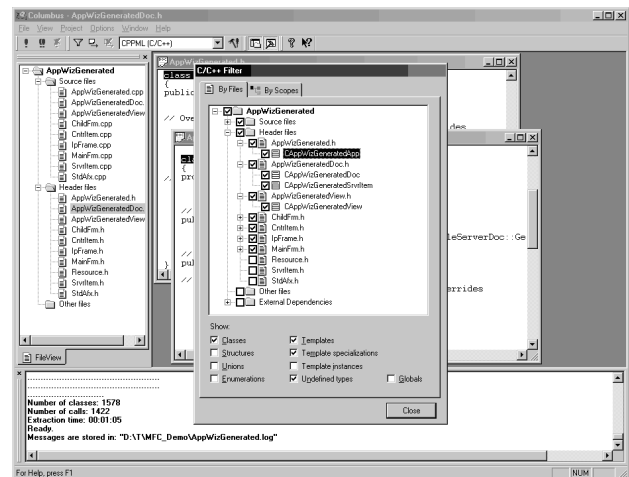 Columbus - AppWizGeneratedDoc.h
File View Project Options Window Help
CPPML (C/C++)
AppWizGenerated
Source files
AppWizGenerated.cpp
AppWizGeneratedDoc.
AppWizGeneratedView
ChildFrm.cpp
CntrItem.cpp
IpFrame.cpp
MainFrm.cpp
SrvrItem.cpp
StdAfx.cpp
Header files
AppWizGenerated.h
AppWizGeneratedDoc.
AppWizGeneratedView
ChildFrm.h
CntrItem.h
IpFrame.h
MainFrm.h
Resource.h
SrvrItem.h
StdAfx.h
Other files
FileView
class
{
public
// Ove
des
cla
{
pro
//
pub
leServerDoc::Ge
//
pub
//
errides
}
C/C++ Filter
By Files
By Scopes
AppWizGenerated
Source files
Header files
AppWizGenerated.h
CAppWizGeneratedApp
AppWizGeneratedDoc.h
CAppWizGeneratedDoc
CAppWizGeneratedSrvrItem
AppWizGeneratedView.h
CAppWizGeneratedView
ChildFrm.h
CntrItem.h
IpFrame.h
MainFrm.h
Resource.h
SrvrItem.h
StdAfx.h
Other files
External Dependencies
Show:
Classes
Templates
Structures
Template specializations
Unions
Template instances
Enumerations
Undefined types
Globals
Close
Number of classes: 1578
Number of calls: 1422
Extraction time: 00:01:05
Ready.
Messages are stored in: "D:\T\MFC_Demo\AppWizGenerated.log"
For Help, press F1
NUM